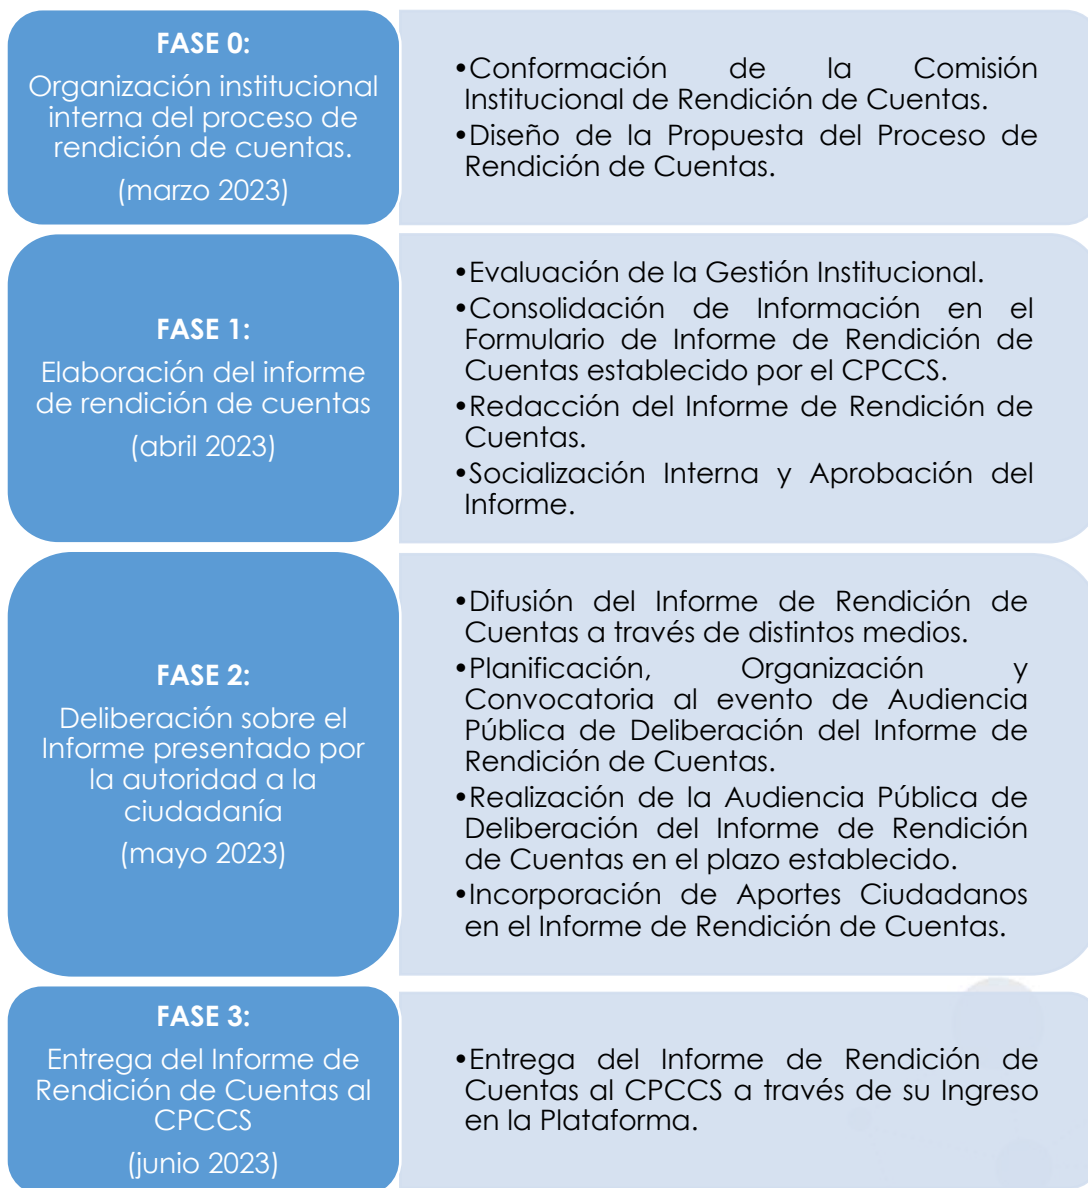 FASE 0:
Organización institucional
interna del proceso de
rendición de cuentas.
(marzo 2023)
•Conformación de la Comisión
Institucional de Rendición de Cuentas.
•Diseño de la Propuesta del Proceso de
Rendición de Cuentas.
FASE 1:
Elaboración del informe
de rendición de cuentas
(abril 2023)
•Evaluación de la Gestión Institucional.
•Consolidación de Información en el
Formulario de Informe de Rendición de
Cuentas establecido por el CPCCS.
•Redacción del Informe de Rendición de
Cuentas.
•Socialización Interna y Aprobación del
Informe.
FASE 2:
Deliberación sobre el
Informe presentado por
la autoridad a la
ciudadanía
(mayo 2023)
•Difusión del Informe de Rendición de
Cuentas a través de distintos medios.
•Planificación, Organización y
Convocatoria al evento de Audiencia
Pública de Deliberación del Informe de
Rendición de Cuentas.
•Realización de la Audiencia Pública de
Deliberación del Informe de Rendición
de Cuentas en el plazo establecido.
•Incorporación de Aportes Ciudadanos
en el Informe de Rendición de Cuentas.
FASE 3:
Entrega del Informe de
Rendición de Cuentas al
CPCCS
(junio 2023)
•Entrega del Informe de Rendición de
Cuentas al CPCCS a través de su Ingreso
en la Plataforma.